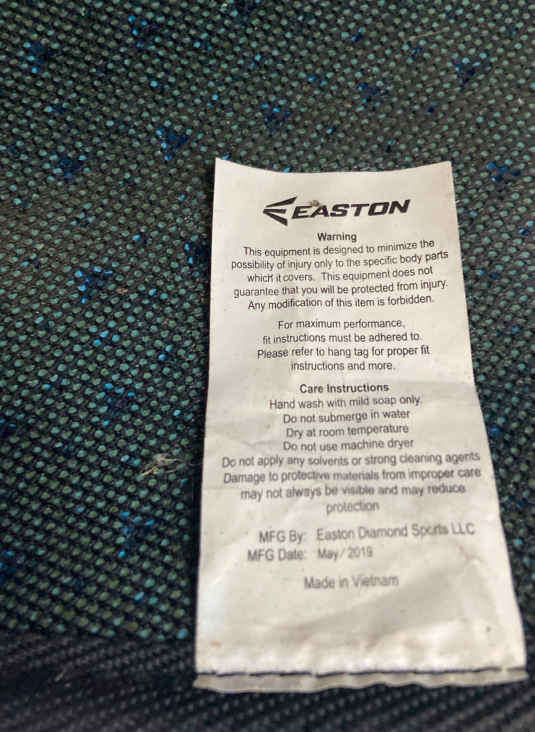 EASTON
Warning
This equipment is designed to minimize the
possibility of injury only to the specific body parts
which it covers. This equipment does not
guarantee that you will be protected from injury.
Any modification of this item is forbidden.
For maximum performance,
fit instructions must be adhered to.
Please refer to hang tag for proper fit
instructions and more.
Care Instructions
Hand wash with mild soap only.
Do not submerge in water
Dry at room temperature
Do not use machine dryer
Do not apply any solvents or strong cleaning agents
Damage to protective materials from improper care
may not always be visible and may reduce
protection
MFG By: Easton Diamond Sports LLC
MFG Date: May/2019
Made in Vietnam